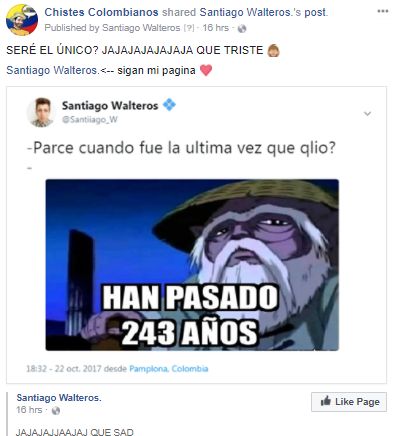 Chistes Colombianos shared Santiago Walteros.'s post.
Published by Santiago Walteros [?] · 16 hrs ·
SERÉ EL ÚNICO? JAJAJAJAJAJAJA QUE TRISTE
Santiago Walteros.<-- sigan mi pagina
Santiago Walteros
@Santiiago_W
-Parce cuando fue la ultima vez que qlio?
-
HAN PASADO
243 AÑOS
18:32 - 22 oct. 2017 desde Pamplona, Colombia
Santiago Walteros.
16 hrs ·
Like Page
JAJAJAJJAAJAJ QUE SAD